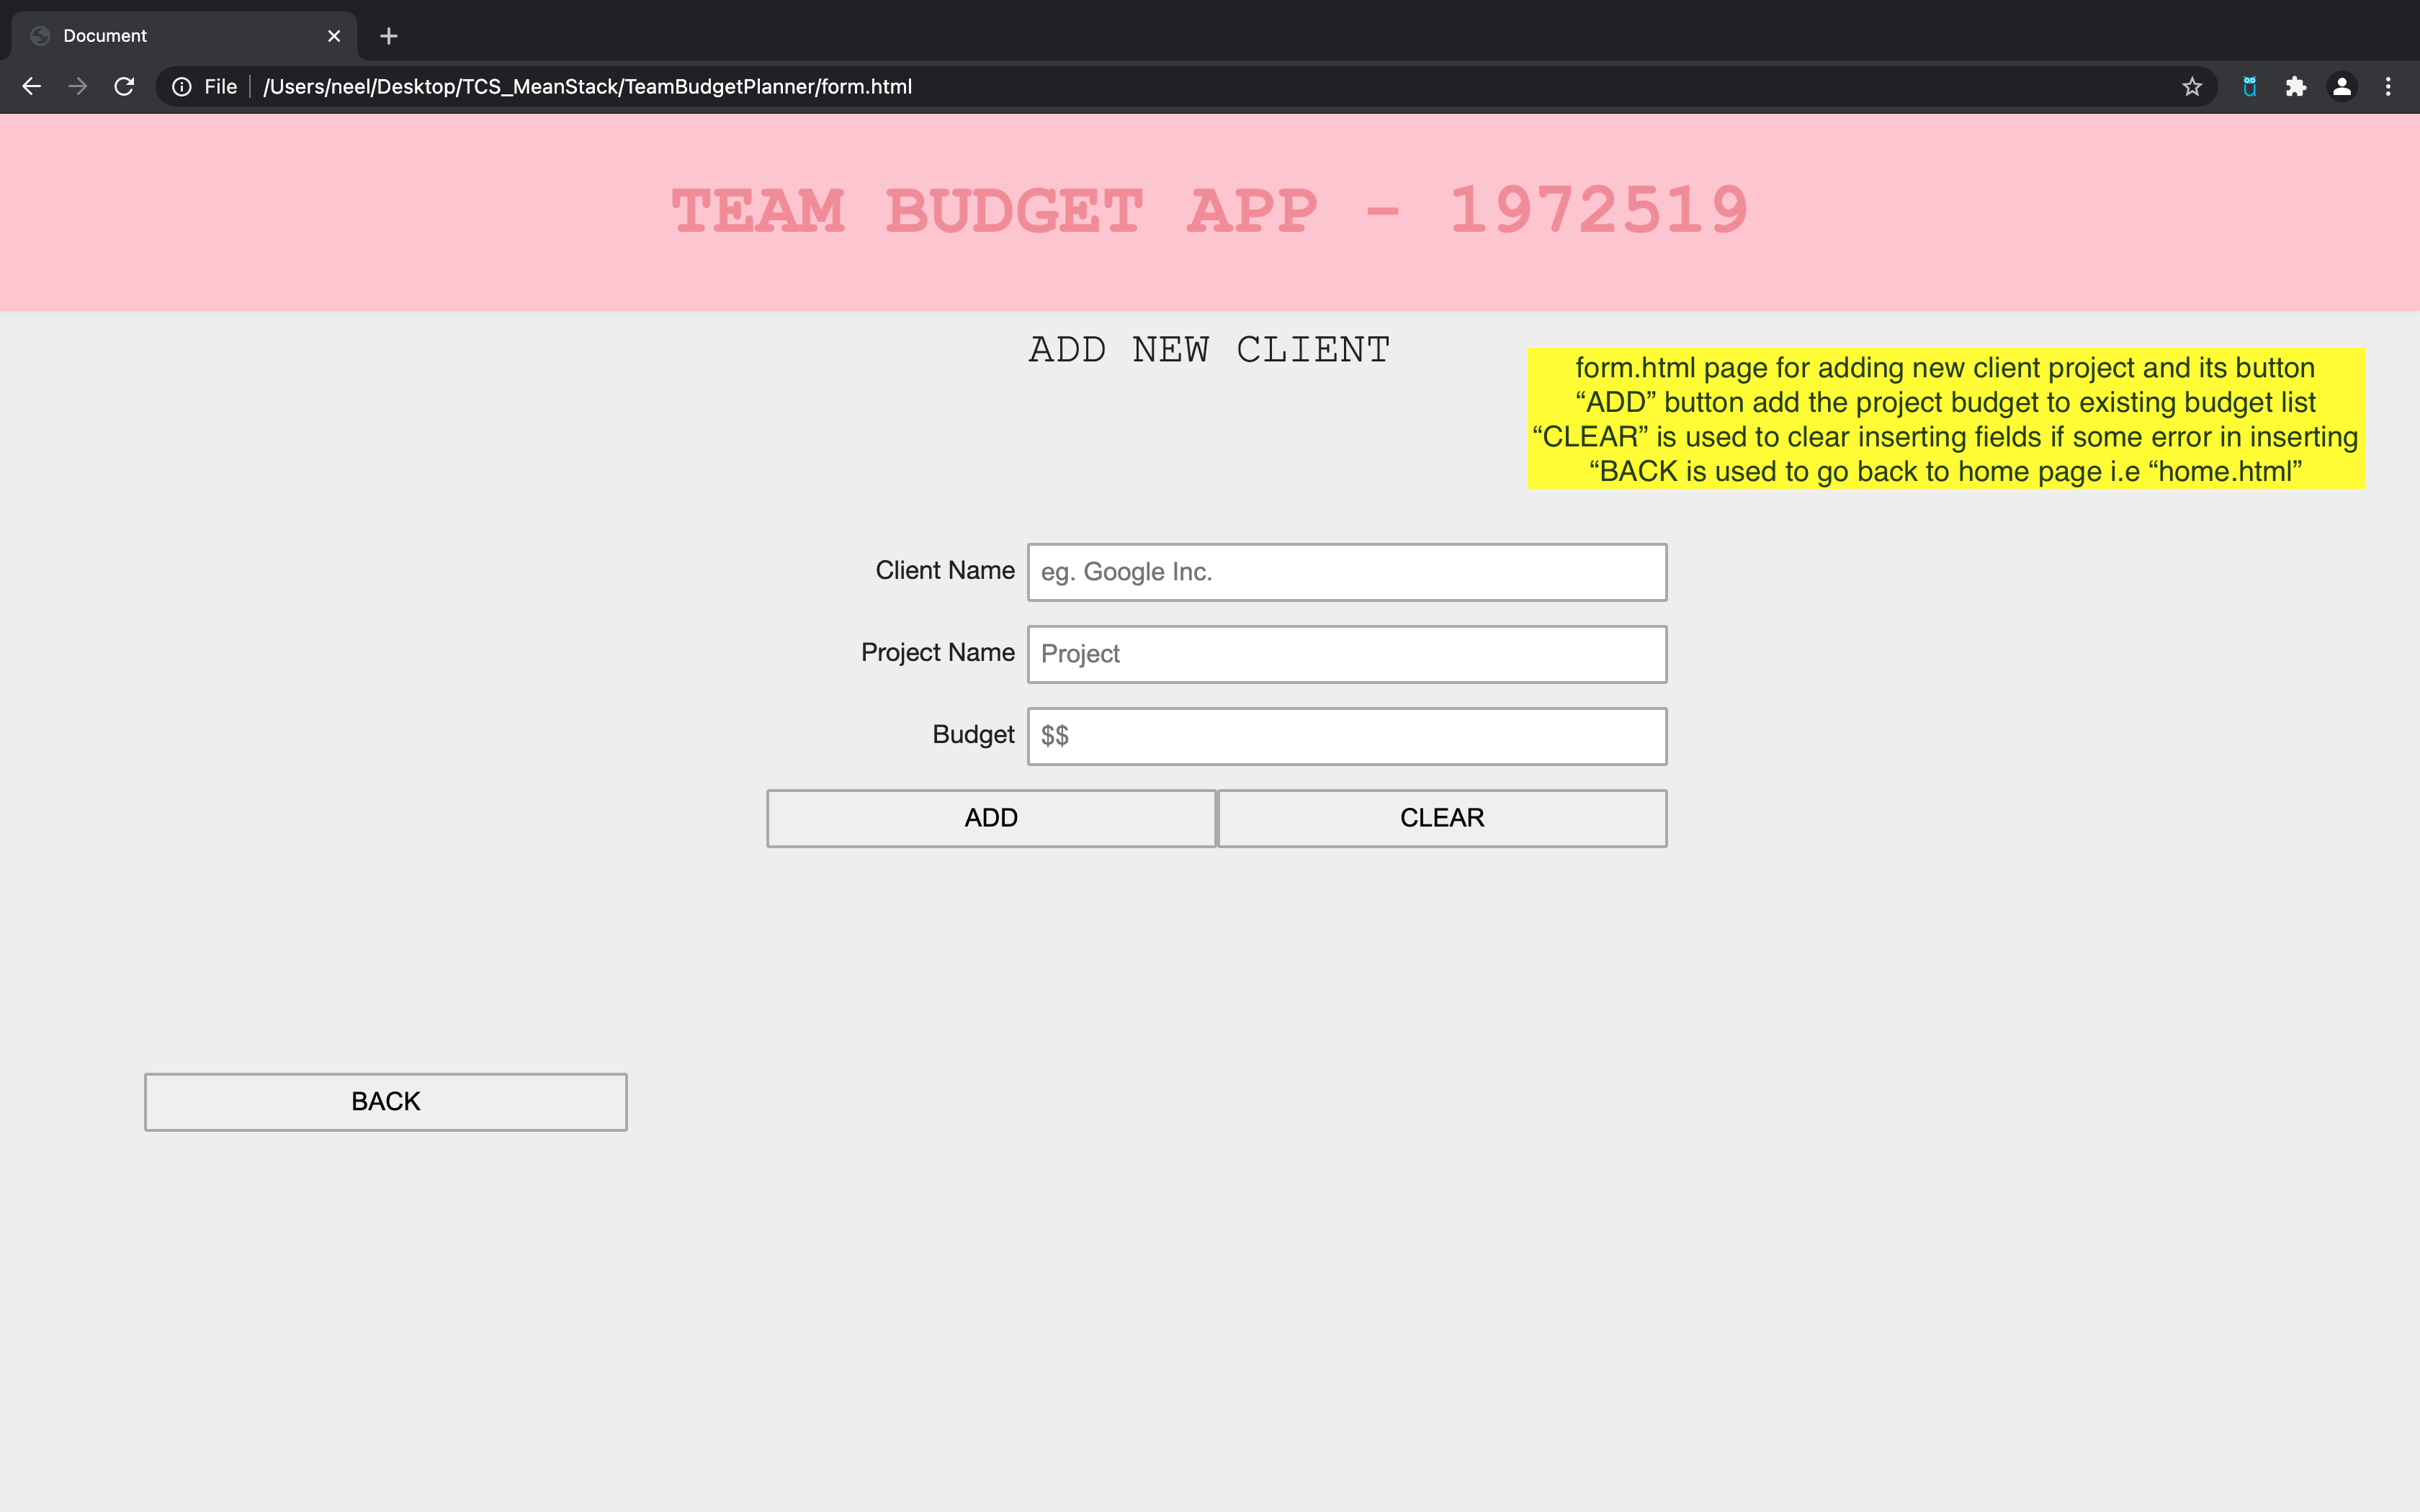 Document
File
/Users/neel/Desktop/TCS_MeanStack/TeamBudgetPlanner/form.html
TEAM BUDGET APP - 1972519
ADD NEW CLIENT
form.html page for adding new client project and its button
“ADD” button add the project budget to existing budget list
“CLEAR” is used to clear inserting fields if some error in inserting
“BACK is used to go back to home page i.e “home.html”
Client Name
eg. Google Inc.
Project Name
Project
Budget
$$
ADD
CLEAR
BACK